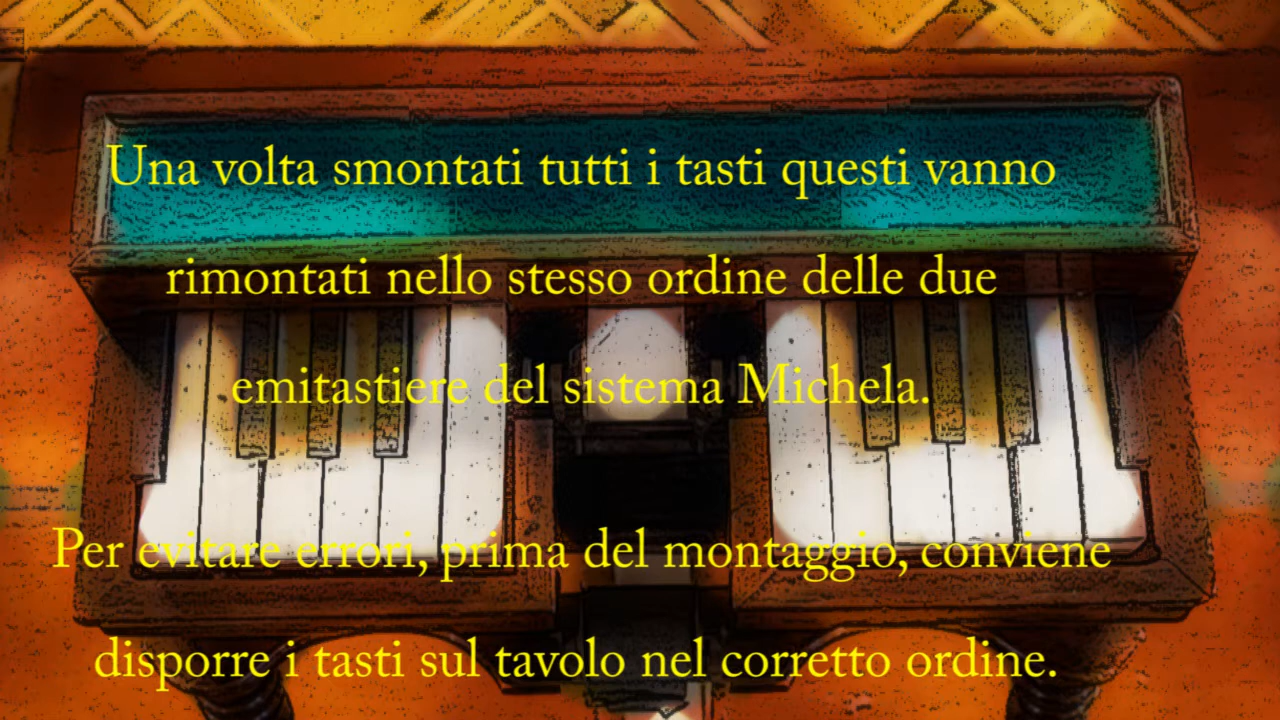 Una volta smontati tutti i tasti questi vanno
rimontati nello stesso ordine delle due
emitastiere del sistema Michela.
Per evitare errori, prima del montaggio, conviene
disporre i tasti sul tavolo nel corretto ordine.